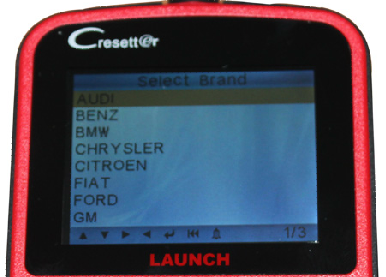 Cresetter
Select Brand
AUDI
BENZ
BMW
CHRYSLER
CITROEN
FIAT
FORD
GM
1/3
LAUNCH